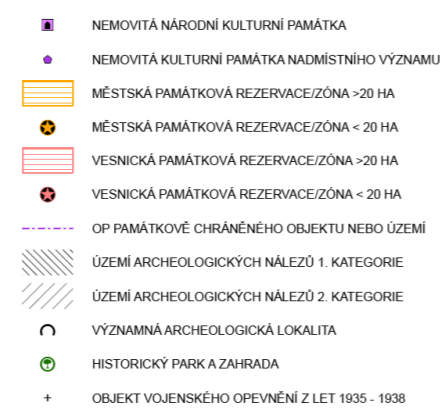 NEMOVITÁ NÁRODNÍ KULTURNÍ PAMÁTKA
NEMOVITÁ KULTURNÍ PAMÁTKA NADMÍSTNÍHO VÝZNAMU
MĚSTSKÁ PAMÁTKOVÁ REZERVACE/ZÓNA >20 HA
MĚSTSKÁ PAMÁTKOVÁ REZERVACE/ZÓNA < 20 HA
VESNICKÁ PAMÁTKOVÁ REZERVACE/ZÓNA >20 HA
VESNICKÁ PAMÁTKOVÁ REZERVACE/ZÓNA < 20 HA
OP PAMÁTKOVĚ CHRÁNĚNÉHO OBJEKTU NEBO ÚZEMÍ
ÚZEMÍ ARCHEOLOGICKÝCH NÁLEZŮ 1. KATEGORIE
ÚZEMÍ ARCHEOLOGICKÝCH NÁLEZŮ 2. KATEGORIE
VÝZNAMNÁ ARCHEOLOGICKÁ LOKALITA
HISTORICKÝ PARK A ZAHRADA
OBJEKT VOJENSKÉHO OPEVNĚNÍ Z LET 1935 - 1938